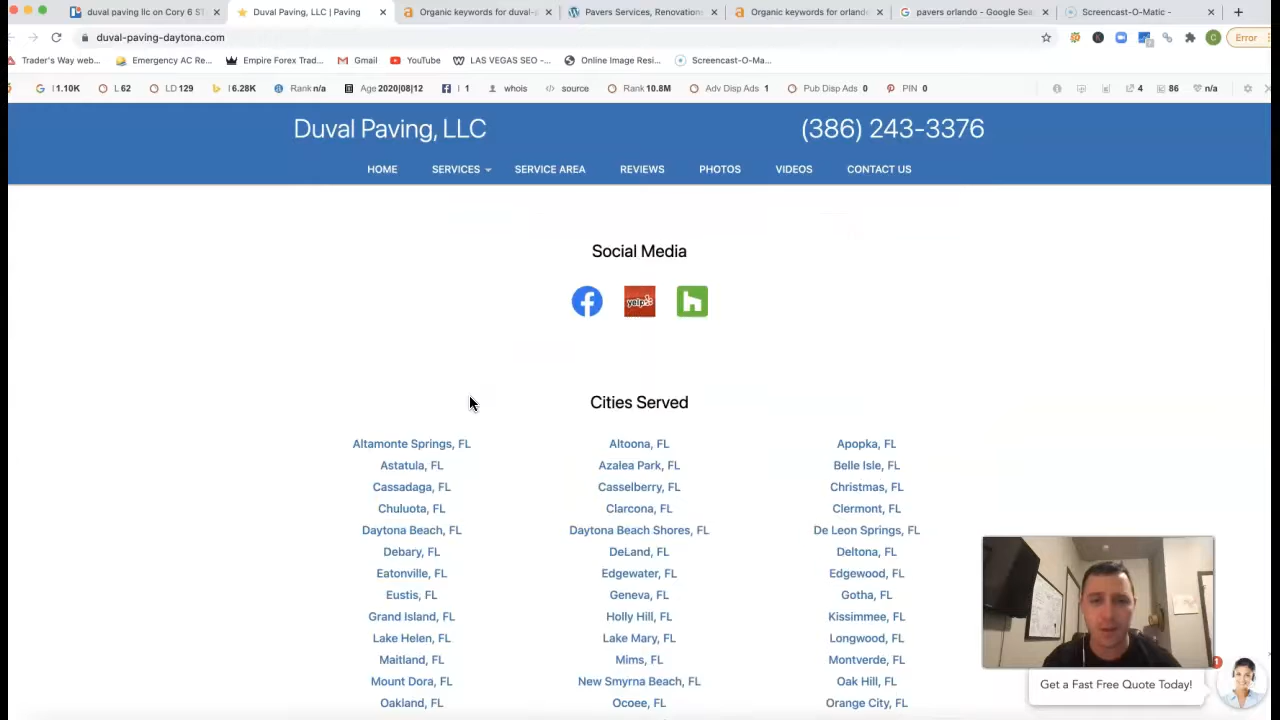 duval paving llc on Cory 6 ST
Duval Paving, LLC | Paving
Organic keywords for duval-p
Pavers Services, Renovations
Organic keywords for orland
pavers orlando - Google Sea
Screencast-O-Matic -
duval-paving-daytona.com
Error
Trader's Way web...
Emergency AC Re...
Empire Forex Trad...
Gmail
YouTube
LAS VEGAS SEO -...
Online Image Resi...
Screencast-O-Ma...
I 1.10K
L 62
LD 129
I 6.28K
Rank n/a
Age 2020|08|12
I 1
whois
source
Rank 10.8M
Adv Disp Ads 1
Pub Disp Ads 0
PIN 0
4
86
n/a
Duval Paving, LLC
(386) 243-3376
HOME
SERVICES
SERVICE AREA
REVIEWS
PHOTOS
VIDEOS
CONTACT US
Social Media
yelp
Cities Served
Altamonte Springs, FL
Altoona, FL
Apopka, FL
Astatula, FL
Azalea Park, FL
Belle Isle, FL
Cassadaga, FL
Casselberry, FL
Christmas, FL
Chuluota, FL
Clarcona, FL
Clermont, FL
Daytona Beach, FL
Daytona Beach Shores, FL
De Leon Springs, FL
Debary, FL
DeLand, FL
Deltona, FL
Eatonville, FL
Edgewater, FL
Edgewood, FL
Eustis, FL
Geneva, FL
Gotha, FL
Grand Island, FL
Holly Hill, FL
Kissimmee, FL
Lake Helen, FL
Lake Mary, FL
Longwood, FL
Maitland, FL
Mims, FL
Montverde, FL
Mount Dora, FL
New Smyrna Beach, FL
Oak Hill, FL
Oakland, FL
Ocoee, FL
Orange City, FL
Get a Fast Free Quote Today!
1